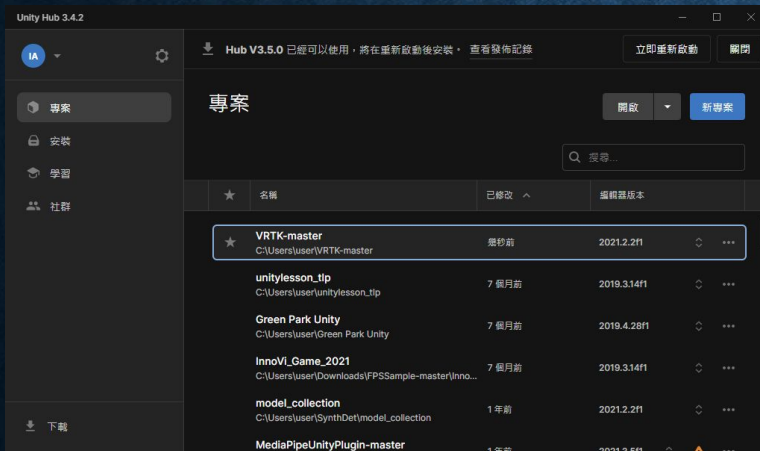 Unity Hub 3.4.2
IA
Hub V3.5.0 已經可以使用，將在重新啟動後安裝。 查看發佈記錄
立即重新啟動
關閉
專案
安裝
學習
社群
下載
專案
開啟
新專案
搜尋...
名稱 已修改 編輯器版本
VRTK-master
C:\Users\user\VRTK-master
幾秒前 2021.2.2f1
unitylesson_tlp
C:\Users\user\unitylesson_tlp
7 個月前 2019.3.14f1
Green Park Unity
C:\Users\user\Green Park Unity
7 個月前 2019.4.28f1
InnoVi_Game_2021
C:\Users\user\Downloads\FPSSample-master\Inno...
7 個月前 2019.3.14f1
model_collection
C:\Users\user\SynthDet\model_collection
1 年前 2021.2.2f1
MediaPipeUnityPlugin-master
1 年前